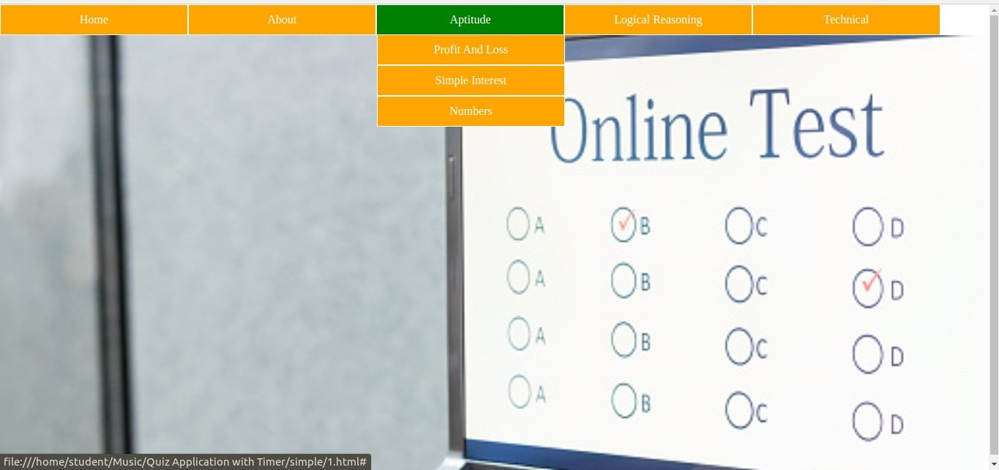 Home About Aptitude Logical Reasoning Technical
Profit And Loss
Simple Interest
Numbers
Online Test
A B C D
A B C D
A B C D
A B C D
file:///home/student/Music/Quiz Application with Timer/simple/1.html#